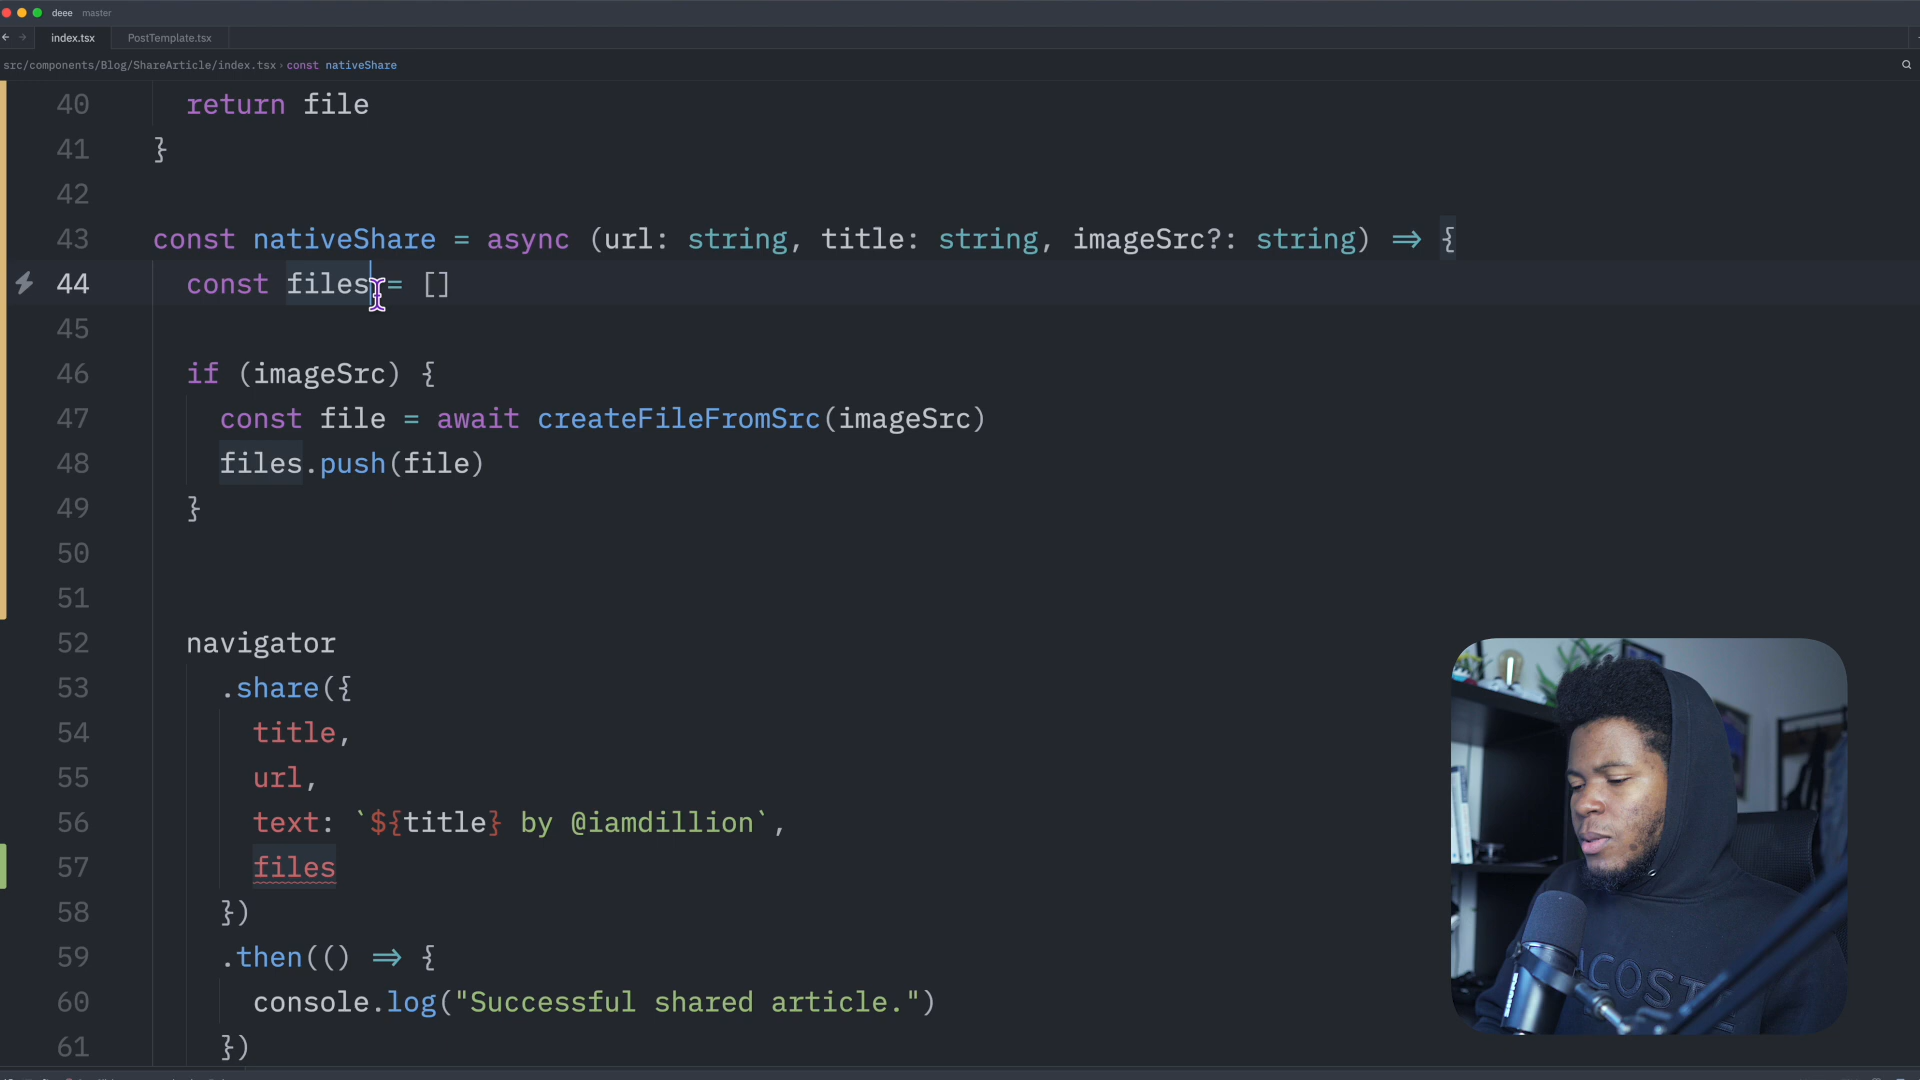 deee master
index.tsx PostTemplate.tsx
src/components/Blog/ShareArticle/index.tsx › const nativeShare
40 return file
41 }
42
43 const nativeShare = async (url: string, title: string, imageSrc?: string) ⇒ {
44 const files = []
45
46 if (imageSrc) {
47 const file = await createFileFromSrc(imageSrc)
48 files.push(file)
49 }
50
51
52 navigator
53 .share({
54 title,
55 url,
56 text: `${title} by @iamdillion`,
57 files
58 })
59 .then(() ⇒ {
60 console.log("Successful shared article.")
61 })